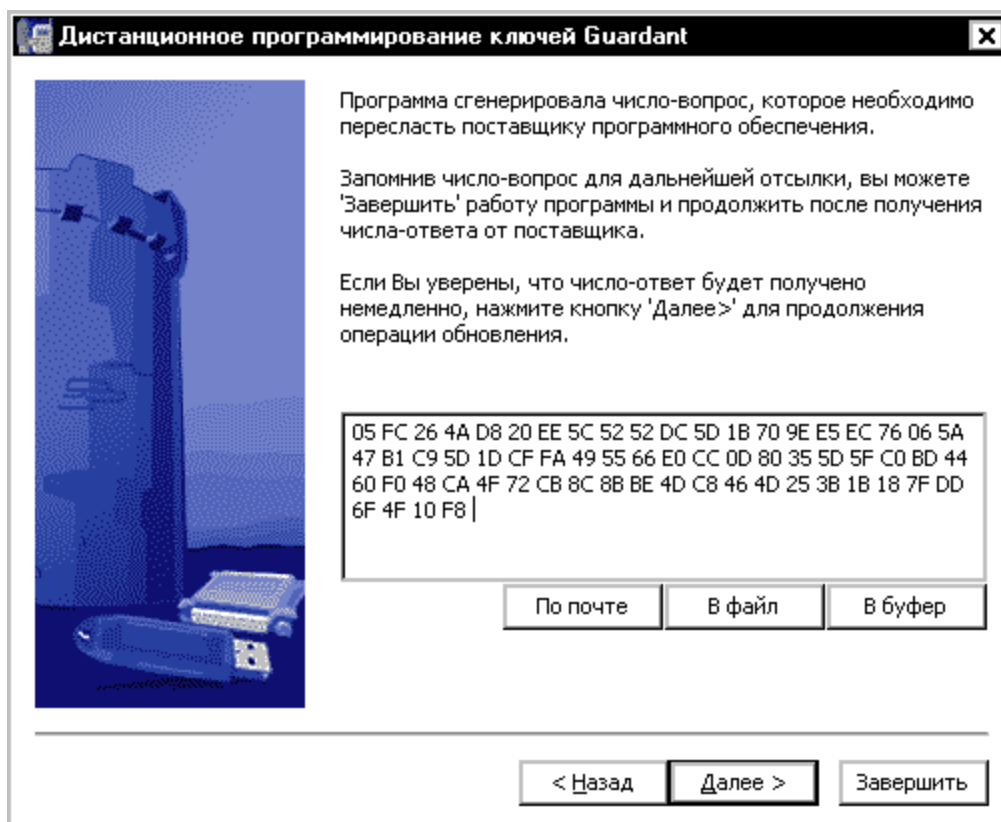 Дистанционное программирование ключей Guardant
Программа сгенерировала число-вопрос, которое необходимо
переслать поставщику программного обеспечения.
Запомнив число-вопрос для дальнейшей отсылки, вы можете
'Завершить' работу программы и продолжить после получения
числа-ответа от поставщика.
Если Вы уверены, что число-ответ будет получено
немедленно, нажмите кнопку 'Далее>' для продолжения
операции обновления.
05 FC 26 4A D8 20 EE 5C 52 52 DC 5D 1B 70 9E E5 EC 76 06 5A
47 B1 C9 5D 1D CF FA 49 55 66 E0 CC 0D 80 35 5D 5F C0 BD 44
60 F0 48 CA 4F 72 CB 8C 8B BE 4D C8 46 4D 25 3B 1B 18 7F DD
6F 4F 10 F8
По почте В файл В буфер
< Назад Далее > Завершить